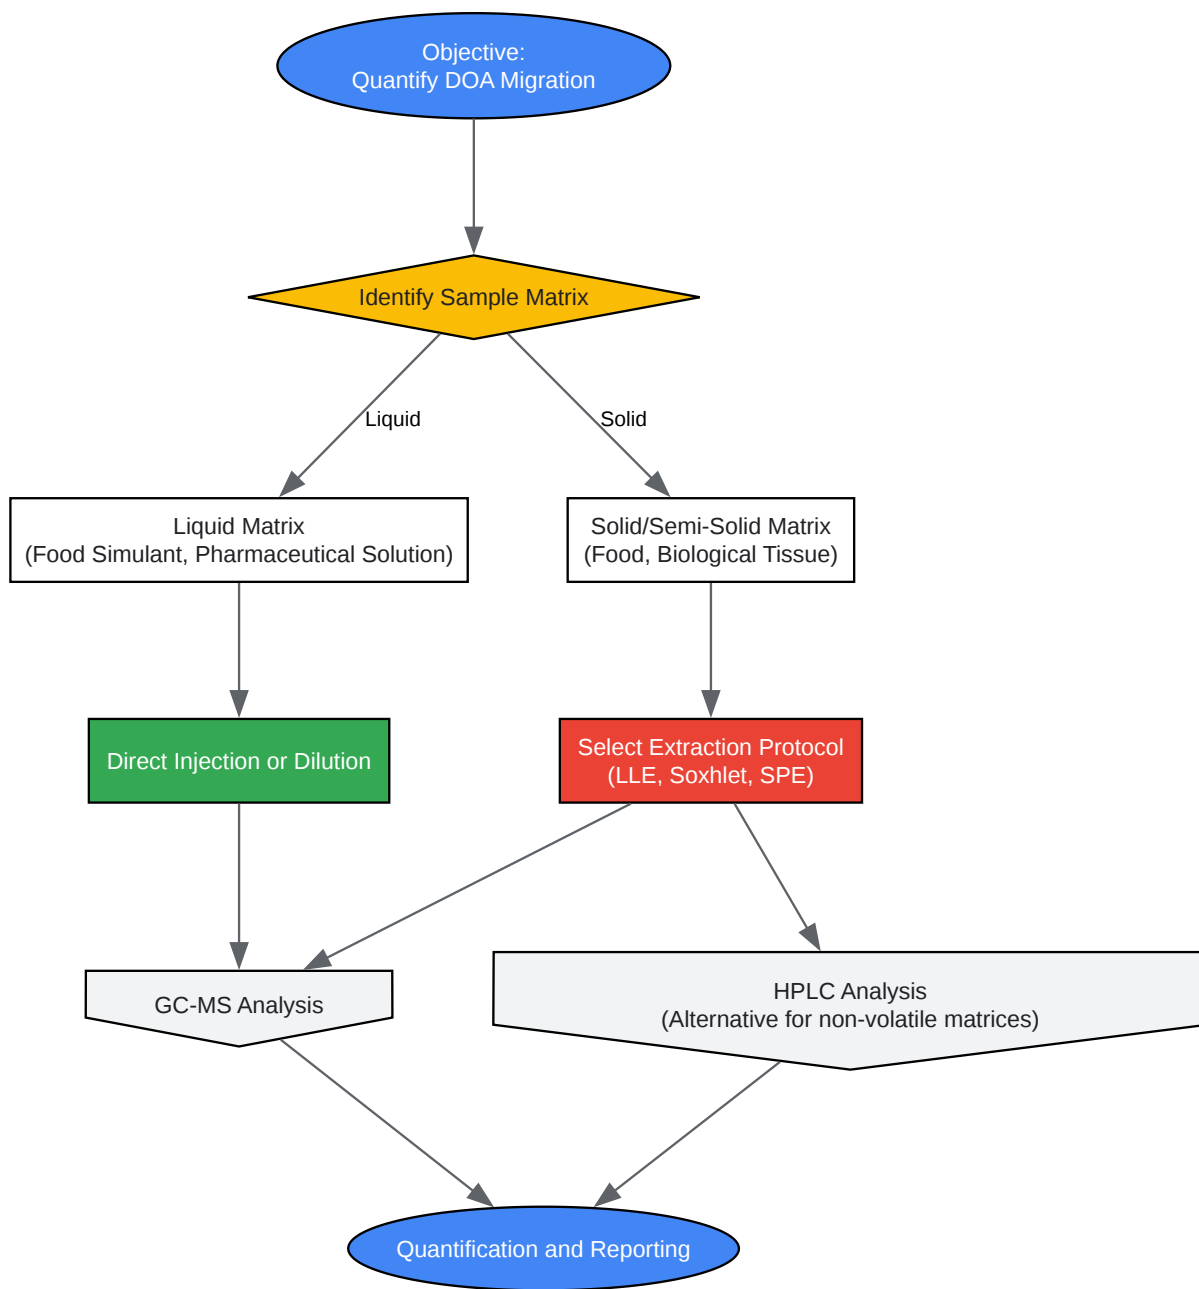 Objective:
Quantify DOA Migration
Identify Sample Matrix
Liquid
Solid
Liquid Matrix
(Food Simulant, Pharmaceutical Solution)
Solid/Semi-Solid Matrix
(Food, Biological Tissue)
Direct Injection or Dilution
Select Extraction Protocol
(LLE, Soxhlet, SPE)
GC-MS Analysis
HPLC Analysis
(Alternative for non-volatile matrices)
Quantification and Reporting